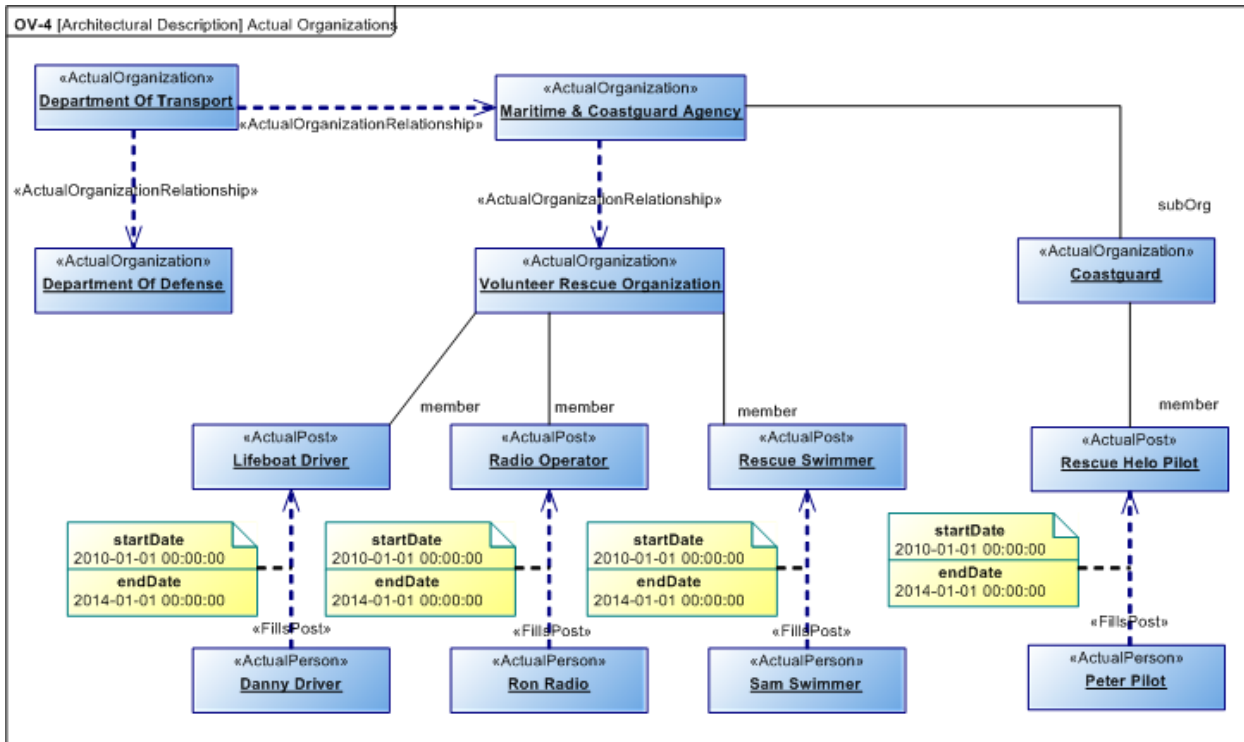 OV-4 [Architectural Description] Actual Organizations
«ActualOrganization»
Department Of Transport
«ActualOrganization»
Maritime & Coastguard Agency
«ActualOrganizationRelationship»
«ActualOrganizationRelationship»
«ActualOrganizationRelationship»
subOrg
«ActualOrganization»
Department Of Defense
«ActualOrganization»
Volunteer Rescue Organization
«ActualOrganization»
Coastguard
member
member
member
member
«ActualPost»
Lifeboat Driver
«ActualPost»
Radio Operator
«ActualPost»
Rescue Swimmer
«ActualPost»
Rescue Helo Pilot
startDate
2010-01-01 00:00:00
endDate
2014-01-01 00:00:00
startDate
2010-01-01 00:00:00
endDate
2014-01-01 00:00:00
startDate
2010-01-01 00:00:00
endDate
2014-01-01 00:00:00
startDate
2010-01-01 00:00:00
endDate
2014-01-01 00:00:00
«FillsPost»
«FillsPost»
«FillsPost»
«FillsPost»
«ActualPerson»
Danny Driver
«ActualPerson»
Ron Radio
«ActualPerson»
Sam Swimmer
«ActualPerson»
Peter Pilot